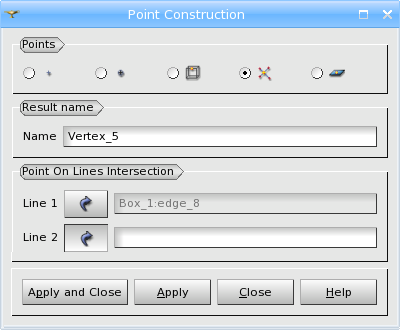 Point Construction
Points
Result name
Name Vertex_5
Point On Lines Intersection
Line 1 Box_1:edge_8
Line 2
Apply and Close Apply Close Help